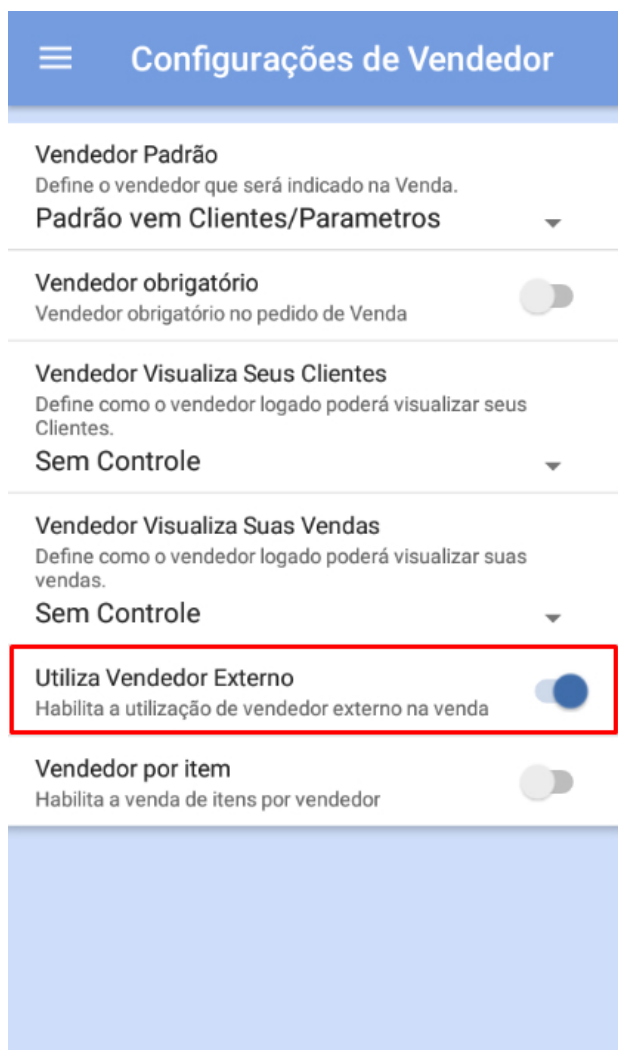 Configurações de Vendedor
Vendedor Padrão
Define o vendedor que será indicado na Venda.
Padrão vem Clientes/Parametros
Vendedor obrigatório
Vendedor obrigatório no pedido de Venda
Vendedor Visualiza Seus Clientes
Define como o vendedor logado poderá visualizar seus
Clientes.
Sem Controle
Vendedor Visualiza Suas Vendas
Define como o vendedor logado poderá visualizar suas
vendas.
Sem Controle
Utiliza Vendedor Externo
Habilita a utilização de vendedor externo na venda
Vendedor por item
Habilita a venda de itens por vendedor